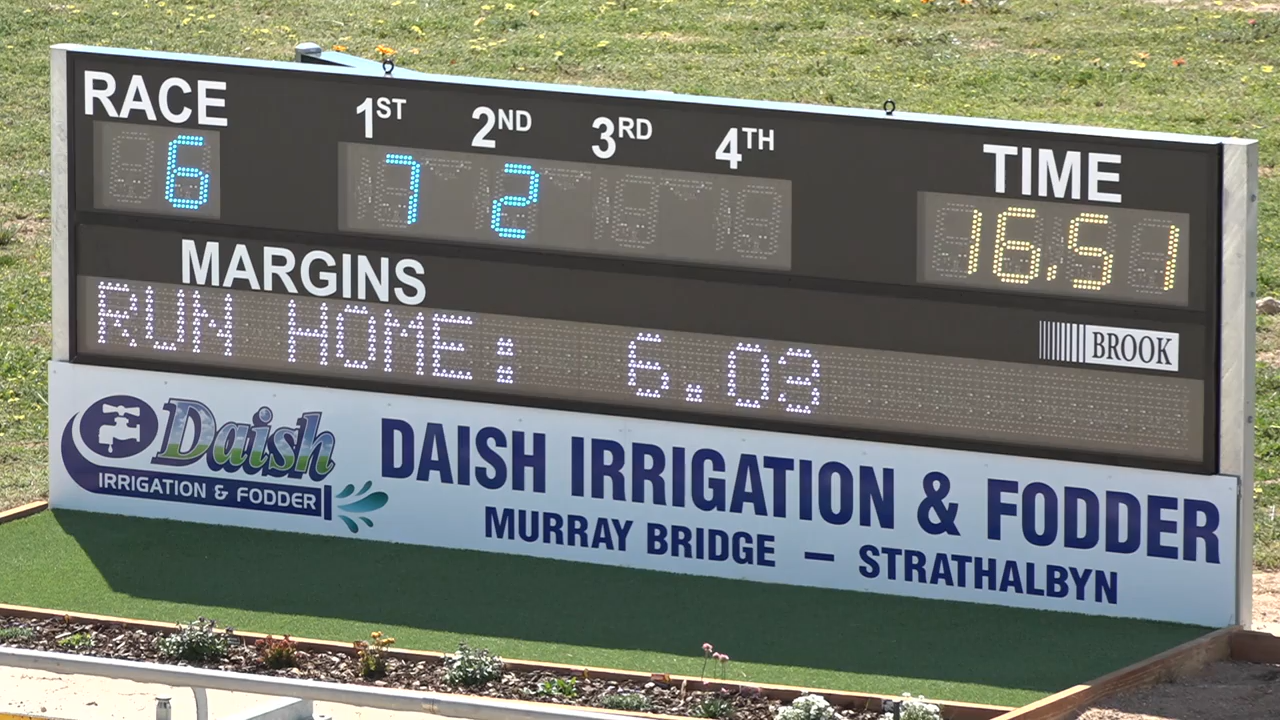 RACE 1ST 2ND 3RD 4TH TIME
6 7 2 16.51
MARGINS
RUN HOME: 6.03
BROOK
Daish
IRRIGATION & FODDER
DAISH IRRIGATION & FODDER
MURRAY BRIDGE — STRATHALBYN